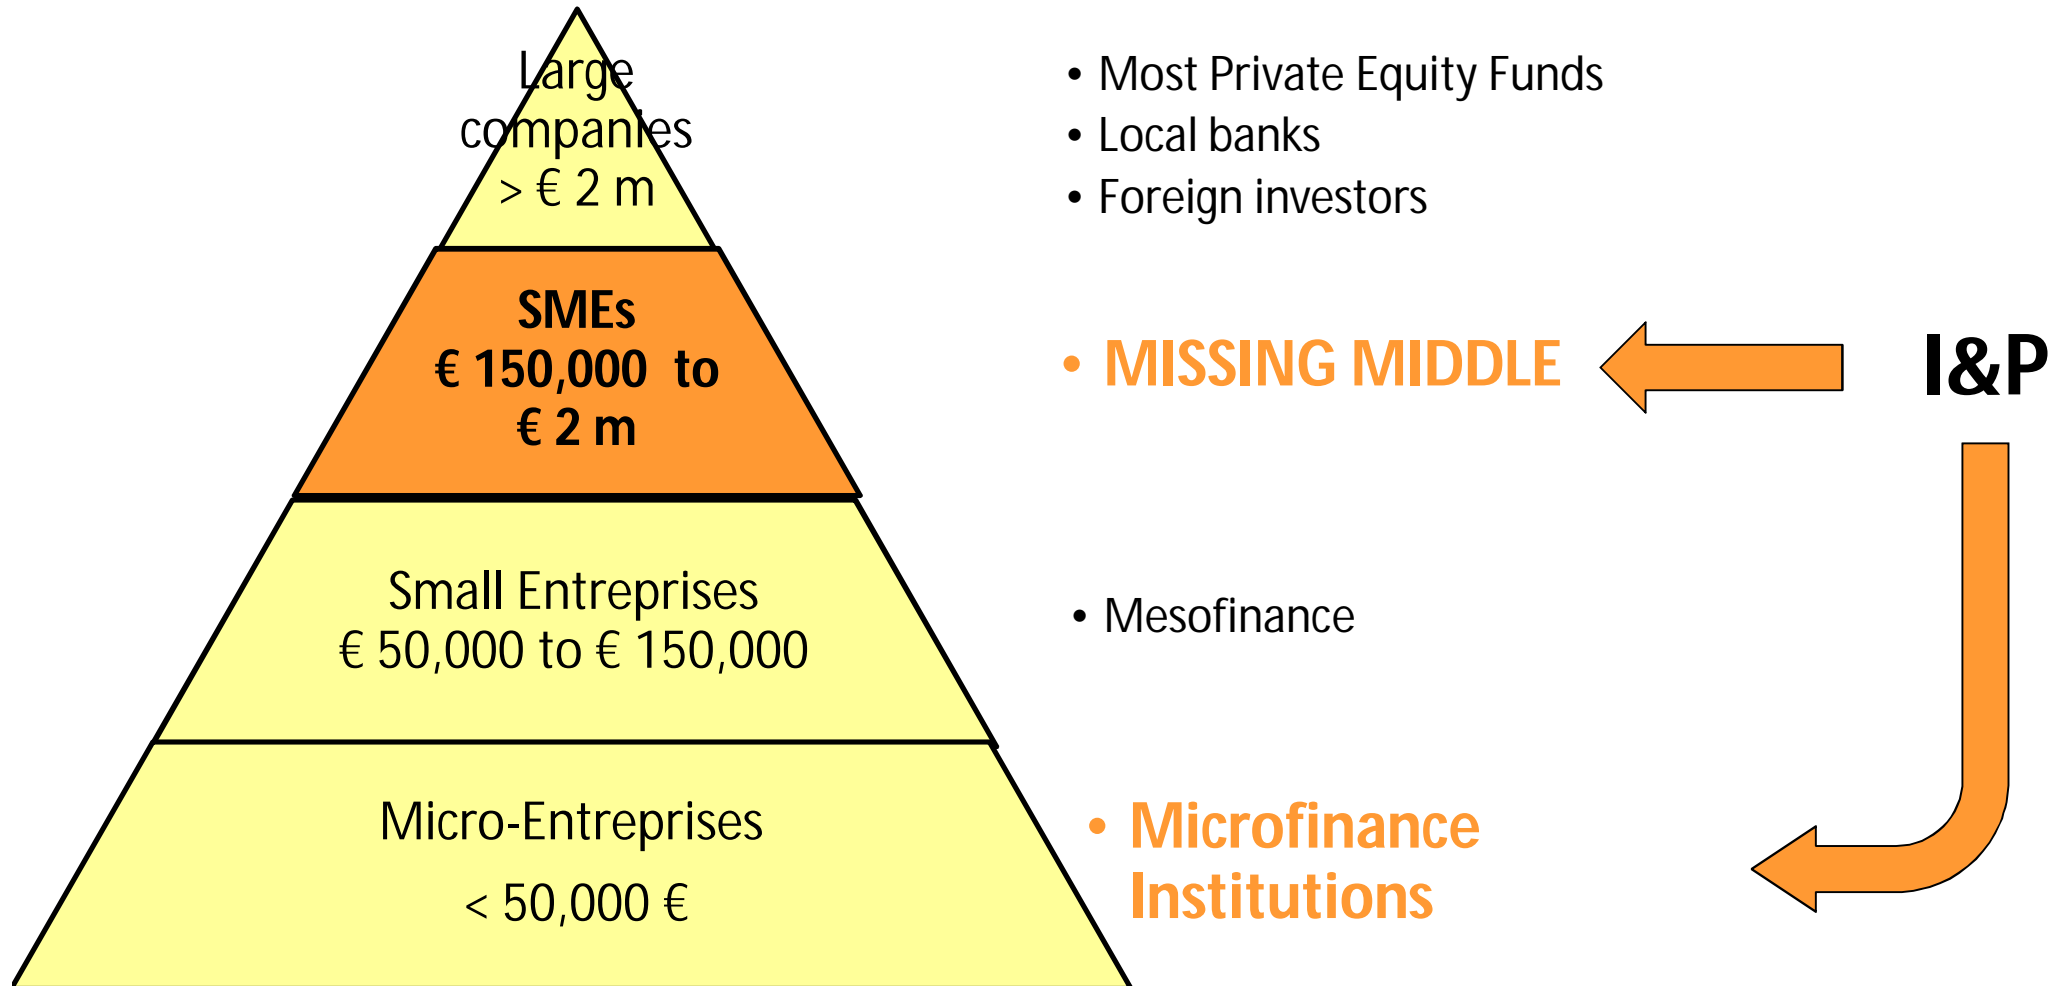 Large
companies
> € 2 m
• Most Private Equity Funds
• Local banks
• Foreign investors
SMEs
€ 150,000 to
€ 2 m
• MISSING MIDDLE
I&P
Small Entreprises
€ 50,000 to € 150,000
• Mesofinance
Micro-Entreprises
< 50,000 €
• Microfinance
Institutions